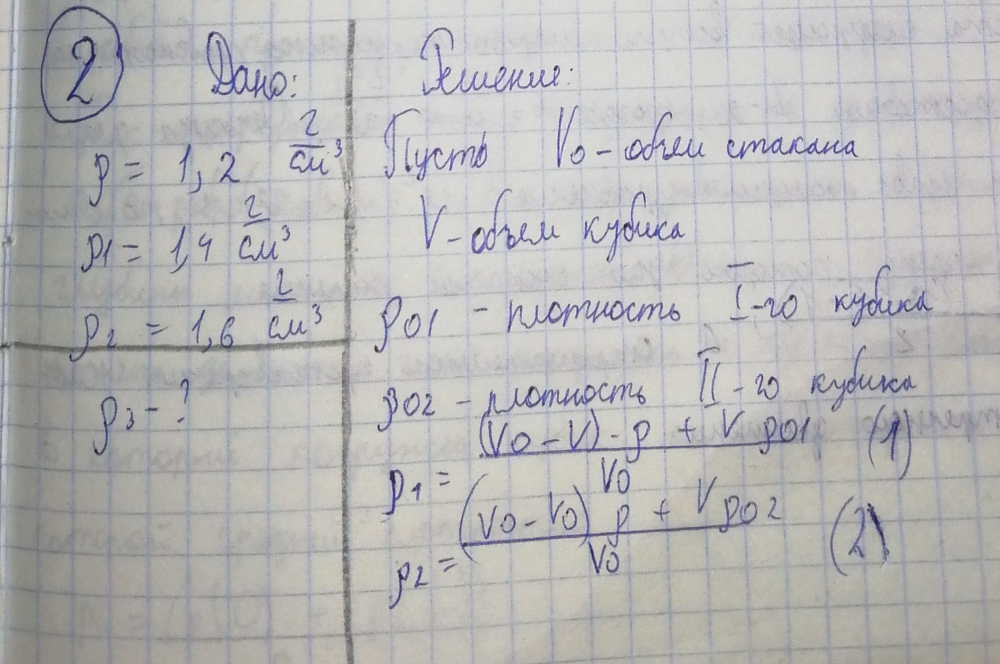 2
Дано:
ρ = 1,2 г/см³
ρ1 = 1,4 г/см³
ρ2 = 1,6 г/см³
ρ3 - ?
Решение:
Пусть V0 - объем стакана
V - объем кубика
ρ01 - плотность I-го кубика
ρ02 - плотность II-го кубика
ρ1 = (V0 - V) · ρ + V ρ01 / V0 (1)
ρ2 = (V0 - V0) ρ + V ρ02 / V0 (2)